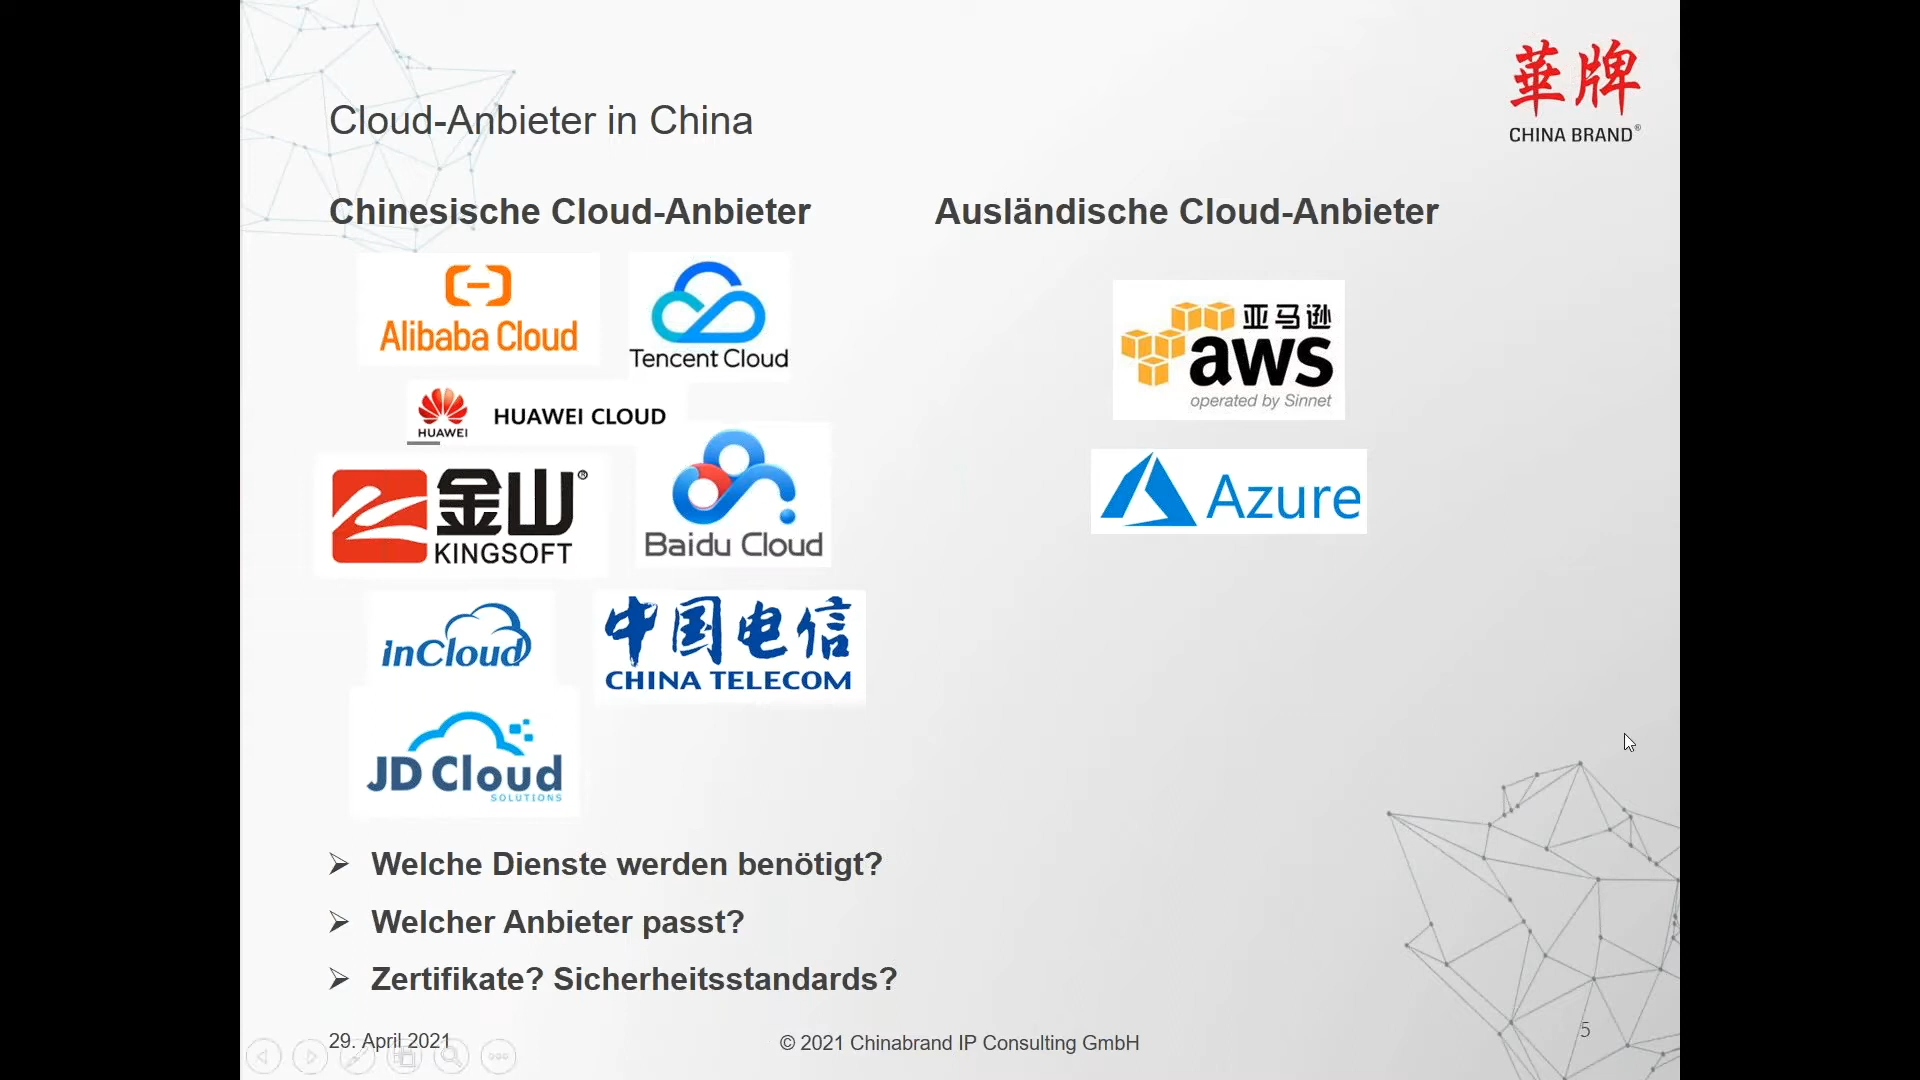 華牌
CHINA BRAND®
Cloud-Anbieter in China
Chinesische Cloud-Anbieter
Alibaba Cloud
Tencent Cloud
HUAWEI
HUAWEI CLOUD
金山®
KINGSOFT
Baidu Cloud
inCloud
中国电信
CHINA TELECOM
JD Cloud
SOLUTIONS
Ausländische Cloud-Anbieter
亚马逊
aws
operated by Sinnet
Azure
➢ Welche Dienste werden benötigt?
➢ Welcher Anbieter passt?
➢ Zertifikate? Sicherheitsstandards?
29. April 2021
© 2021 Chinabrand IP Consulting GmbH
5